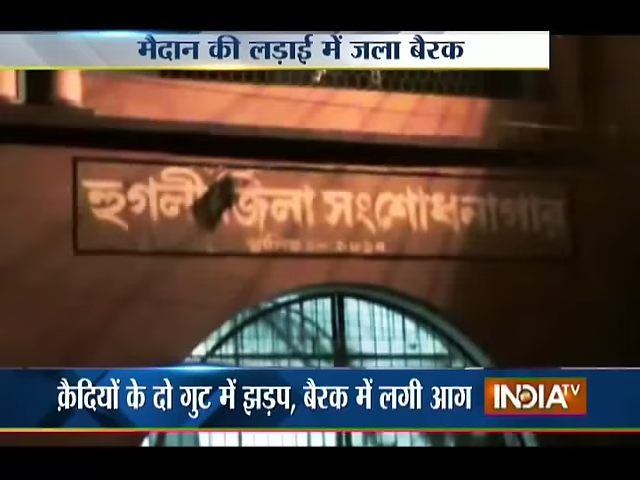 मैदान की लड़ाई में जला बैरक
হুগলী জিলা সংশোধনাগার
क़ैदियों के दो गुट में झड़प, बैरक में लगी आग
INDIA TV